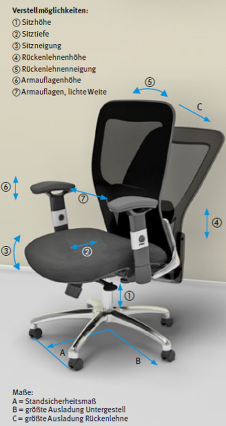 Verstellmöglichkeiten:
① Sitzhöhe
② Sitztiefe
③ Sitzneigung
④ Rückenlehnenhöhe
⑤ Rückenlehnenneigung
⑥ Armauflagenhöhe
⑦ Armauflagen, lichte Weite
⑤
C
⑥
⑦
④
③
②
①
A
B
Maße:
A = Standsicherheitsmaß
B = größte Ausladung Untergestell
C = größte Ausladung Rückenlehne